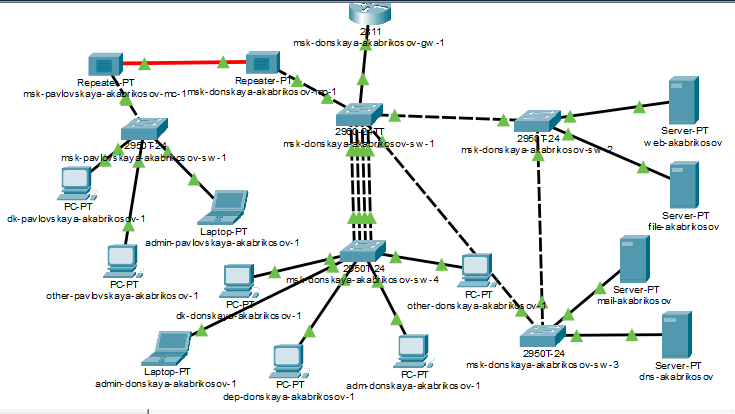 2811
msk-donskaya-akabrikosov-gw-1
Repeater-PT
msk-pavlovskaya-akabrikosov-mc-1
Repeater-PT
msk-donskaya-akabrikosov-mc-1
2960-24TT
msk-donskaya-akabrikosov-sw-1
2950T-24
msk-pavlovskaya-akabrikosov-sw-1
2950T-24
msk-donskaya-akabrikosov-sw-2
Server-PT
web-akabrikosov
Server-PT
file-akabrikosov
PC-PT
dk-pavlovskaya-akabrikosov-1
Laptop-PT
admin-pavlovskaya-akabrikosov-1
PC-PT
other-pavlovskaya-akabrikosov-1
2950T-24
msk-donskaya-akabrikosov-sw-4
PC-PT
dk-donskaya-akabrikosov-1
PC-PT
other-donskaya-akabrikosov-1
Server-PT
mail-akabrikosov
Laptop-PT
admin-donskaya-akabrikosov-1
PC-PT
dep-donskaya-akabrikosov-1
PC-PT
adm-donskaya-akabrikosov-1
2950T-24
msk-donskaya-akabrikosov-sw-3
Server-PT
dns-akabrikosov